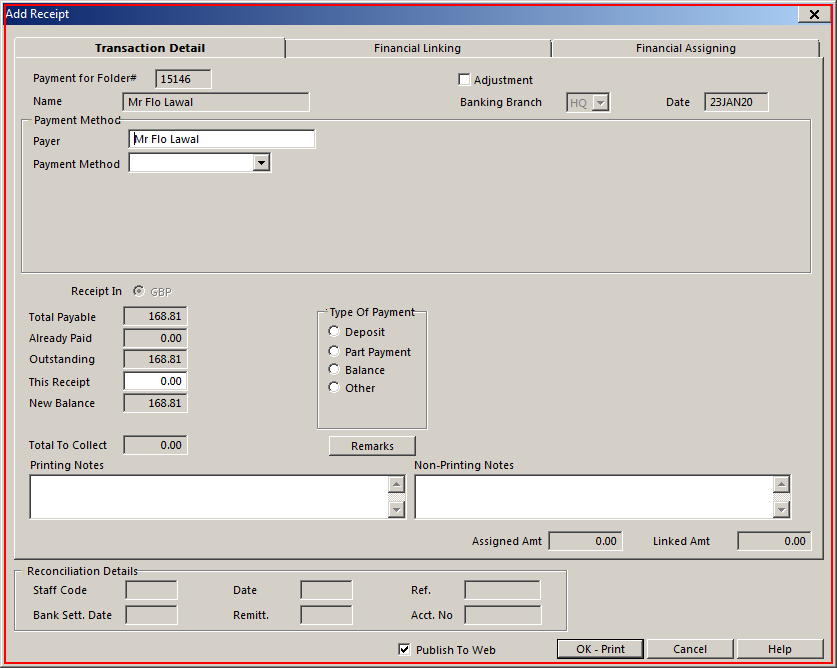 Add Receipt
Transaction Detail Financial Linking Financial Assigning
Payment for Folder# 15146 Adjustment
Name Mr Flo Lawal Banking Branch HQ Date 23JAN20
Payment Method
Payer Mr Flo Lawal
Payment Method
Receipt In GBP
Total Payable 168.81 Type Of Payment
Already Paid 0.00 Deposit
Outstanding 168.81 Part Payment
This Receipt 0.00 Balance
New Balance 168.81 Other
Total To Collect 0.00 Remarks
Printing Notes Non-Printing Notes
Assigned Amt 0.00 Linked Amt 0.00
Reconciliation Details
Staff Code Date Ref.
Bank Sett. Date Remitt. Acct. No
Publish To Web OK - Print Cancel Help